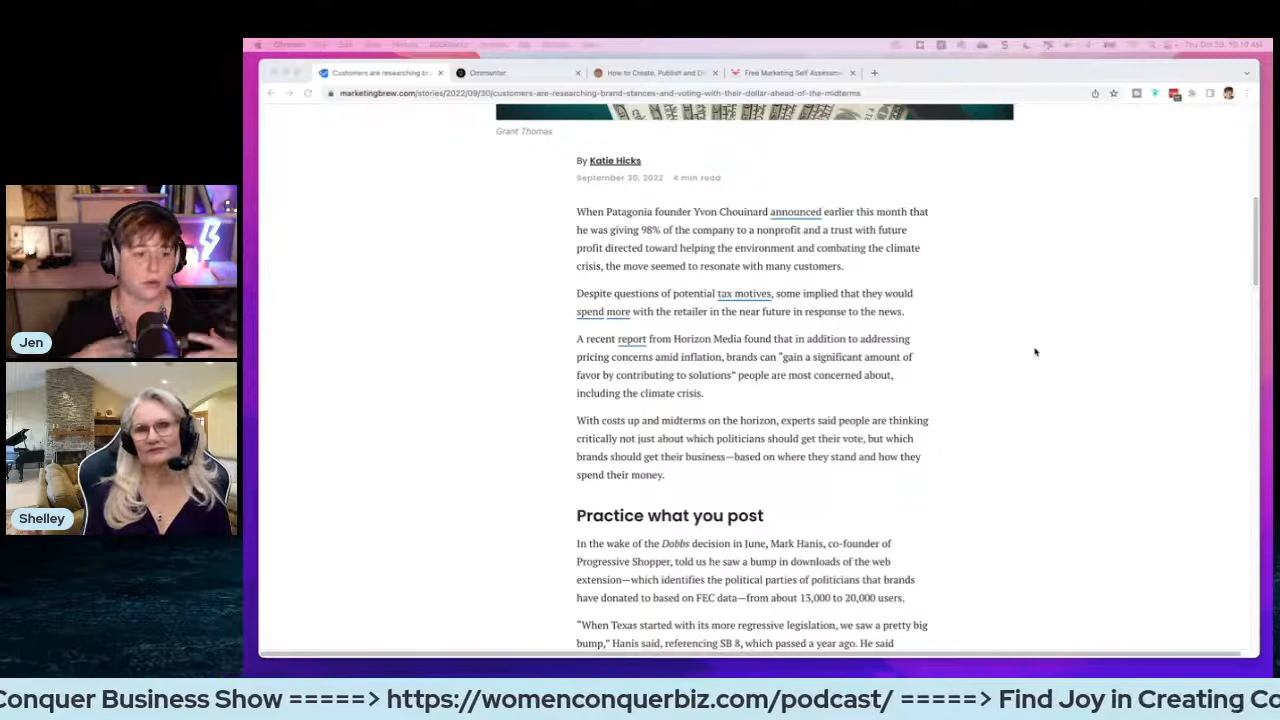 Thu Oct 20 10:10 AM
Customers are researching br
Ommwriter
How to Create, Publish and Di
Free Marketing Self Assessm
marketingbrew.com/stories/2022/09/30/customers-are-researching-brand-stances-and-voting-with-their-dollar-ahead-of-the-midterms
Grant Thomas
By Katie Hicks
September 30, 2022 4 min read
When Patagonia founder Yvon Chouinard announced earlier this month that
he was giving 98% of the company to a nonprofit and a trust with future
profit directed toward helping the environment and combating the climate
crisis, the move seemed to resonate with many customers.
Despite questions of potential tax motives, some implied that they would
spend more with the retailer in the near future in response to the news.
A recent report from Horizon Media found that in addition to addressing
pricing concerns amid inflation, brands can “gain a significant amount of
favor by contributing to solutions” people are most concerned about,
including the climate crisis.
With costs up and midterms on the horizon, experts said people are thinking
critically not just about which politicians should get their vote, but which
brands should get their business—based on where they stand and how they
spend their money.
Practice what you post
In the wake of the Dobbs decision in June, Mark Hanis, co-founder of
Progressive Shopper, told us he saw a bump in downloads of the web
extension—which identifies the political parties of politicians that brands
have donated to based on FEC data—from about 13,000 to 20,000 users.
“When Texas started with its more regressive legislation, we saw a pretty big
bump,” Hanis said, referencing SB 8, which passed a year ago. He said
Jen
Shelley
Conquer Business Show =====> https://womenconquerbiz.com/podcast/ =====> Find Joy in Creating Co